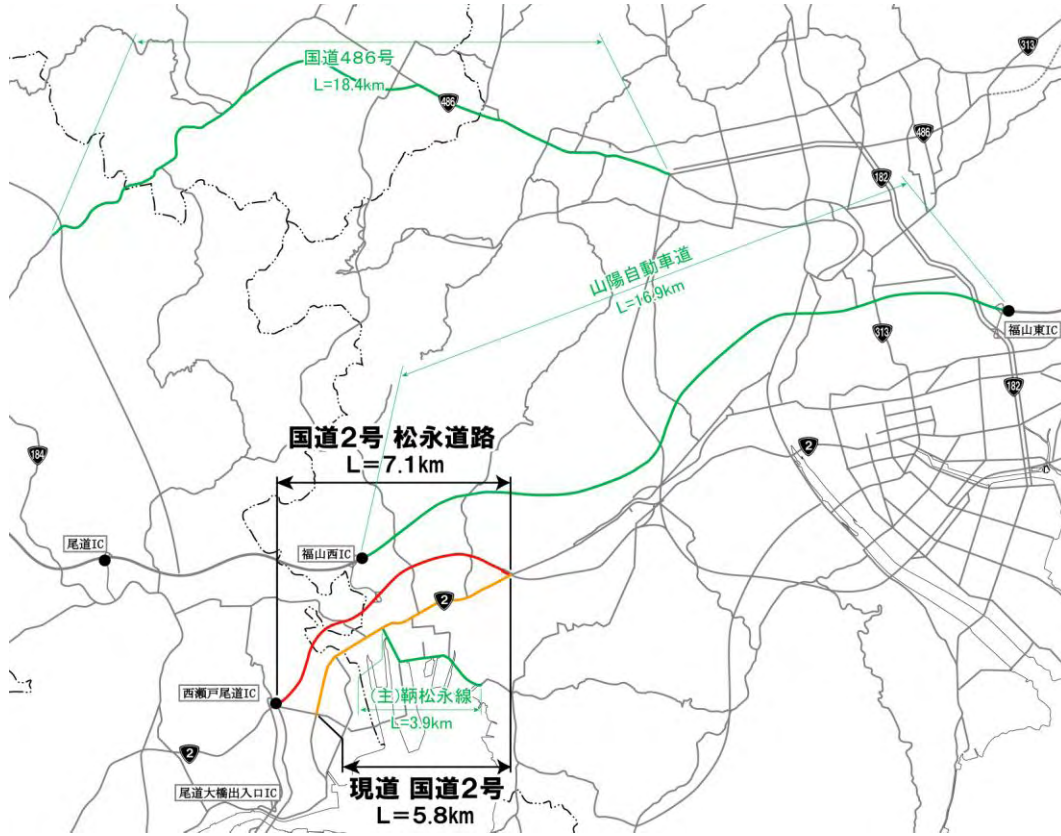 国道486号
L=18.4km
313
486
486
182
山陽自動車道
L=16.9km
福山東IC
313
182
国道2号 松永道路
L=7.1km
184
2
尾道IC
福山西IC
2
西瀬戸尾道IC
(主)鞆松永線
L=3.9km
2
現道 国道2号
L=5.8km
尾道大橋出入口IC